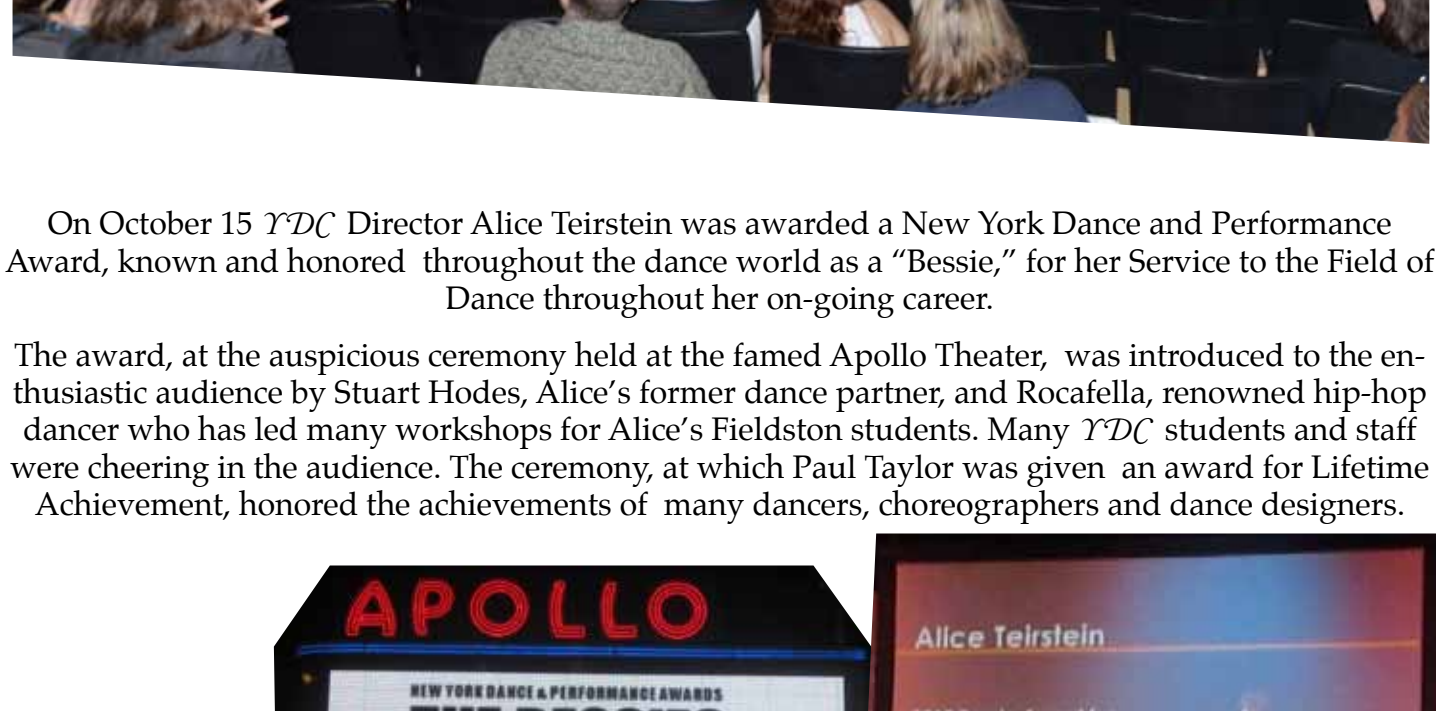 On October 15 YDC Director Alice Teirstein was awarded a New York Dance and Performance
Award, known and honored throughout the dance world as a “Bessie,” for her Service to the Field of
Dance throughout her on-going career.
The award, at the auspicious ceremony held at the famed Apollo Theater, was introduced to the en-
thusiastic audience by Stuart Hodes, Alice’s former dance partner, and Rocafella, renowned hip-hop
dancer who has led many workshops for Alice’s Fieldston students. Many YDC students and staff
were cheering in the audience. The ceremony, at which Paul Taylor was given an award for Lifetime
Achievement, honored the achievements of many dancers, choreographers and dance designers.
APOLLO
NEW YORK DANCE & PERFORMANCE AWARDS
Alice Teirstein